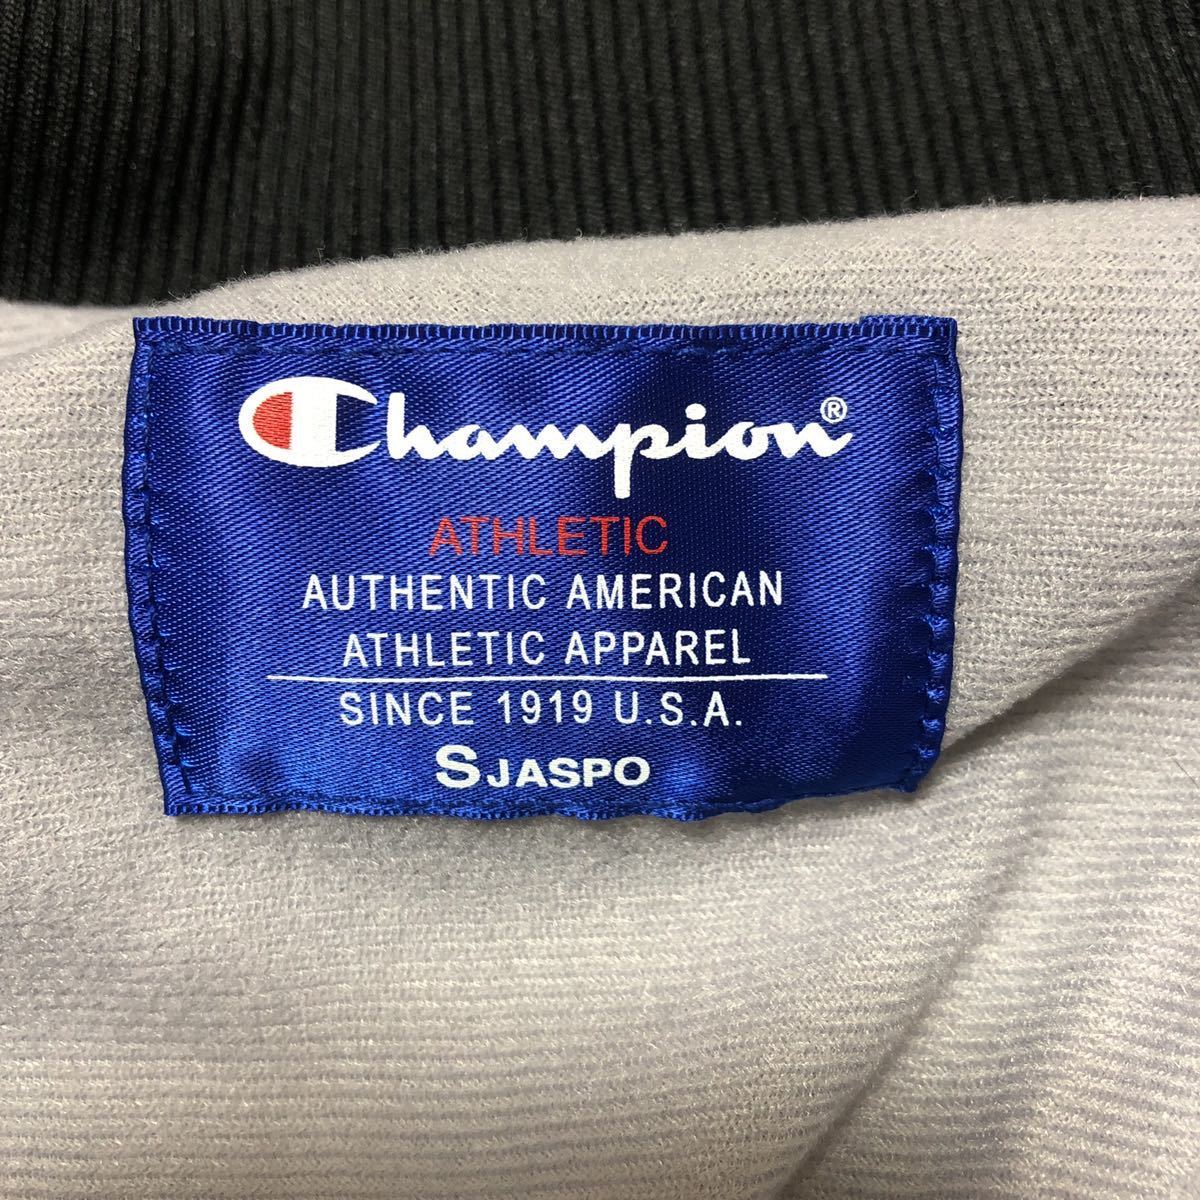 Champion®
ATHLETIC
AUTHENTIC AMERICAN
ATHLETIC APPAREL
SINCE 1919 U.S.A.
S JASPO